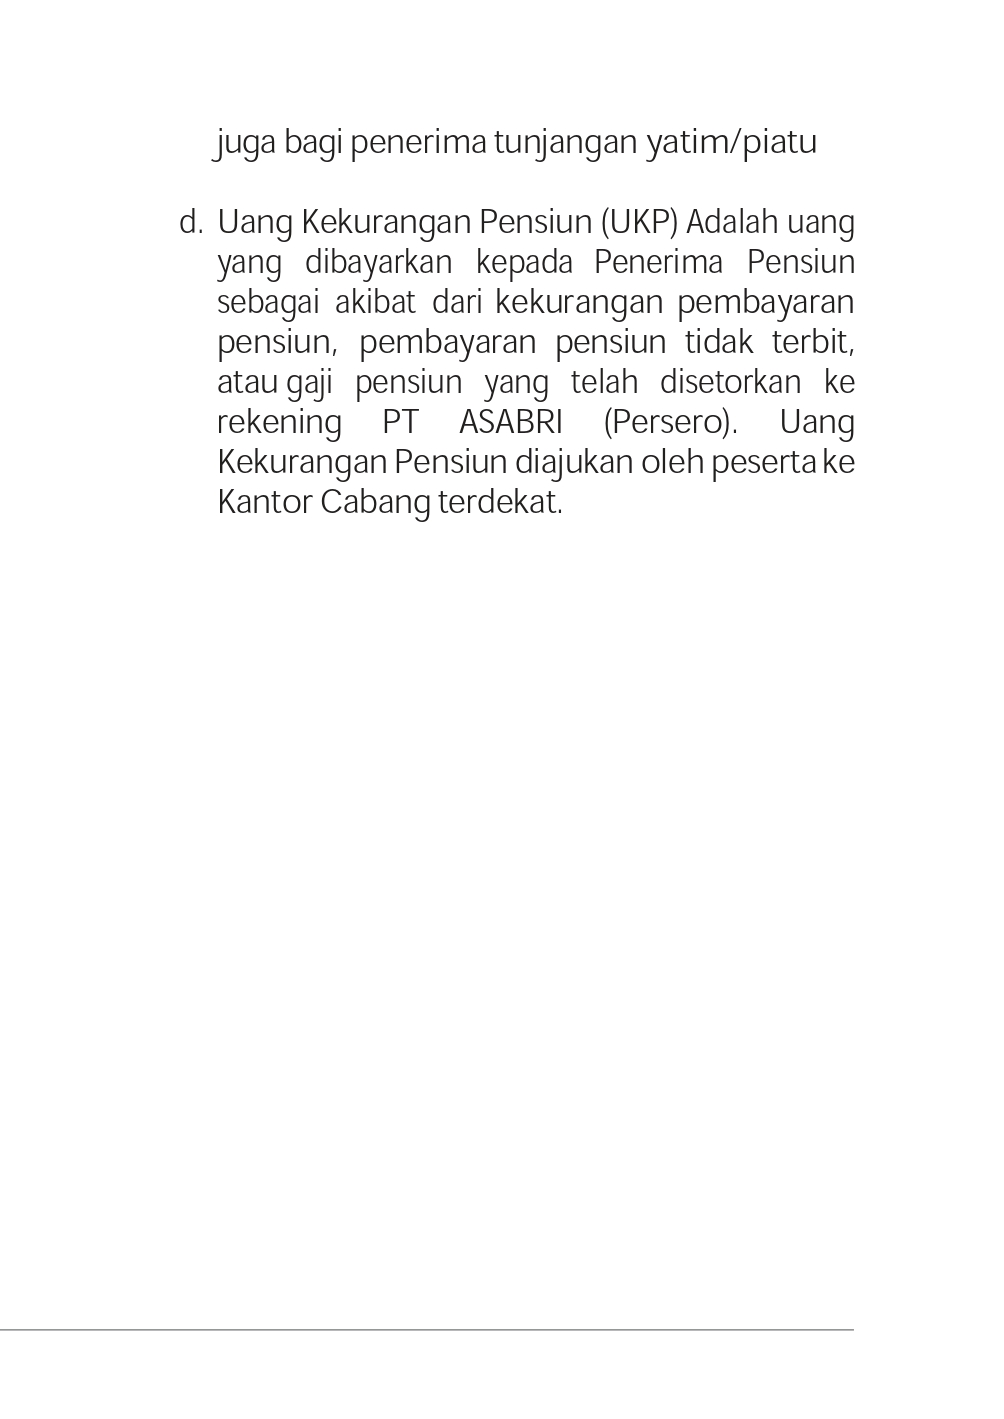 juga bagi penerima tunjangan yatim/piatu
d. Uang Kekurangan Pensiun (UKP) Adalah uang
yang dibayarkan kepada Penerima Pensiun
sebagai akibat dari kekurangan pembayaran
pensiun, pembayaran pensiun tidak terbit,
atau gaji pensiun yang telah disetorkan ke
rekening PT ASABRI (Persero). Uang
Kekurangan Pensiun diajukan oleh peserta ke
Kantor Cabang terdekat.